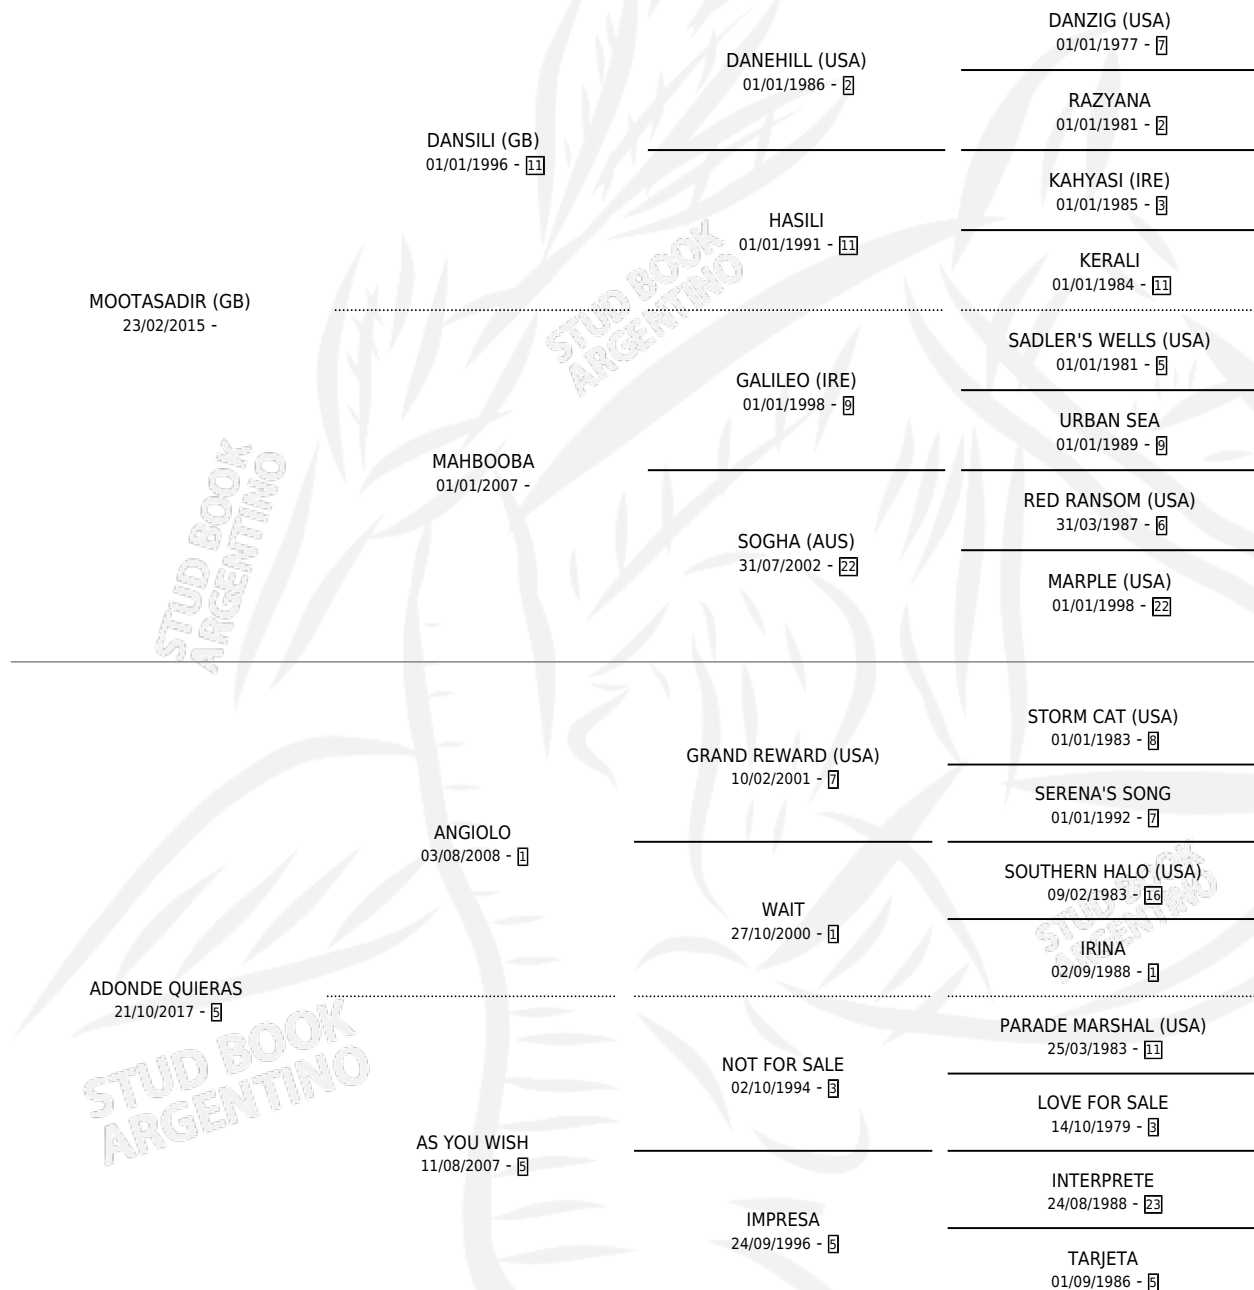 DANZIG (USA)
01/01/1977 - 7
DANEHILL (USA)
01/01/1986 - 2
RAZYANA
01/01/1981 - 2
DANSILI (GB)
01/01/1996 - 11
KAHYASI (IRE)
01/01/1985 - 3
HASILI
01/01/1991 - 11
KERALI
01/01/1984 - 11
MOOTASADIR (GB)
23/02/2015 -
STUD BOOK
ARGENTINO
SADLER'S WELLS (USA)
01/01/1981 - 5
GALILEO (IRE)
01/01/1998 - 9
URBAN SEA
01/01/1989 - 9
MAHBOOBA
01/01/2007 -
RED RANSOM (USA)
31/03/1987 - 6
SOGHA (AUS)
31/07/2002 - 22
MARPLE (USA)
01/01/1998 - 22
STUD BOOK
ARGENTINO
STORM CAT (USA)
01/01/1983 - 8
GRAND REWARD (USA)
10/02/2001 - 7
SERENA'S SONG
01/01/1992 - 7
ANGIOLO
03/08/2008 - 1
SOUTHERN HALO (USA)
09/02/1983 - 16
WAIT
27/10/2000 - 1
IRINA
02/09/1988 - 1
STUD BOOK
ARGENTINO
ADONDE QUIERAS
21/10/2017 - 5
PARADE MARSHAL (USA)
25/03/1983 - 11
NOT FOR SALE
02/10/1994 - 3
LOVE FOR SALE
14/10/1979 - 3
STUD BOOK
ARGENTINO
AS YOU WISH
11/08/2007 - 5
INTERPRETE
24/08/1988 - 23
IMPRESA
24/09/1996 - 5
TARJETA
01/09/1986 - 5